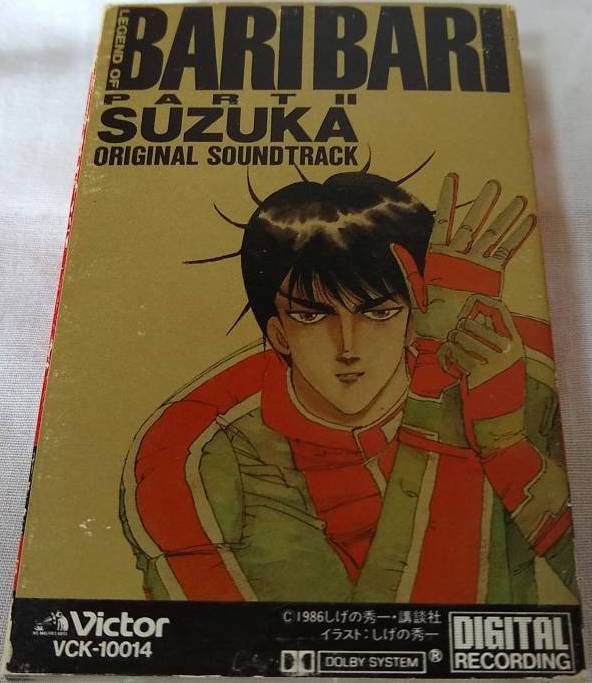 LEGEND OF
BARI BARI
PART II
SUZUKA
ORIGINAL SOUNDTRACK
Victor
VCK-10014
©1986しげの秀一・講談社
イラスト:しげの秀一
DOLBY SYSTEM ®
DIGITAL
RECORDING